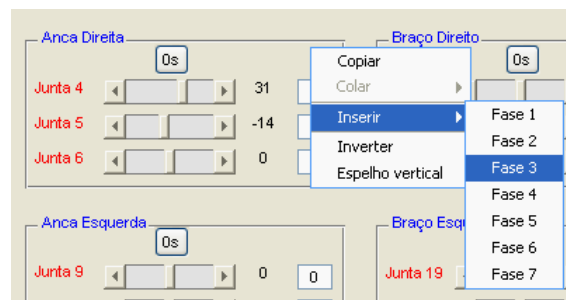 Anca Direita
0s
Junta 4
31
Junta 5
-14
Junta 6
0
Braço Direito
0s
Copiar
Colar
Inserir
Inverter
Espelho vertical
Fase 1
Fase 2
Fase 3
Fase 4
Fase 5
Fase 6
Fase 7
Anca Esquerda
0s
Junta 9
0
0
Braço Esq
Junta 19